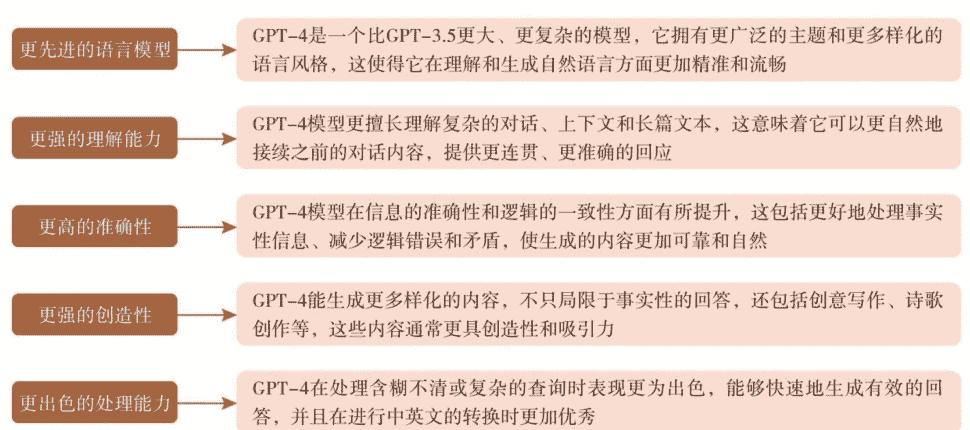 更先进的语言模型
GPT-4是一个比GPT-3.5更大、更复杂的模型，它拥有更广泛的主题和更多样化的
语言风格，这使得它在理解和生成自然语言方面更加精准和流畅
更强的理解能力
GPT-4模型更擅长理解复杂的对话、上下文和长篇文本，这意味着它可以更自然地
接续之前的对话内容，提供更连贯、更准确的回应
更高的准确性
GPT-4模型在信息的准确性和逻辑的一致性方面有所提升，这包括更好地处理事实
性信息、减少逻辑错误和矛盾，使生成的内容更加可靠和自然
更强的创造性
GPT-4能生成更多样化的内容，不只局限于事实性的回答，还包括创意写作、诗歌
创作等，这些内容通常更具创造性和吸引力
更出色的处理能力
GPT-4在处理含糊不清或复杂的查询时表现更为出色，能够快速地生成有效的回
答，并且在进行中英文的转换时更加优秀